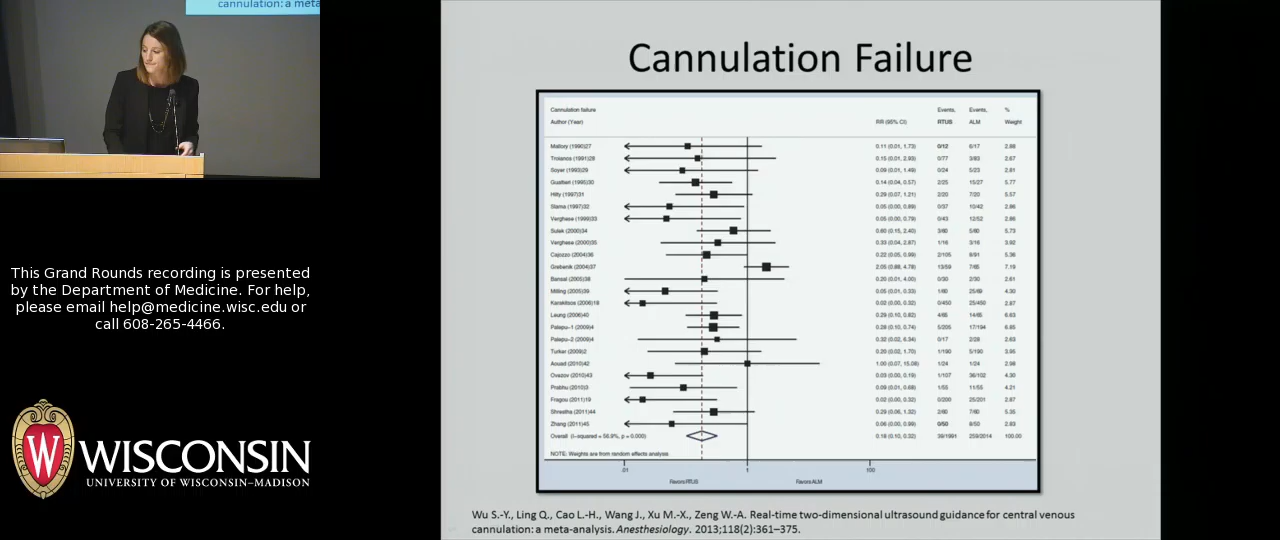 cannulation: a meta
This Grand Rounds recording is presented
by the Department of Medicine. For help,
please email help@medicine.wisc.edu or
call 608-265-4466.
W
WISCONSIN
UNIVERSITY OF WISCONSIN–MADISON
Cannulation Failure
Cannulation failure Events, Events, %
Author (Year) RR (95% CI) RTUS ALM Weight
Mallory (1990)27 0.11 (0.01, 1.73) 0/12 6/17 2.88
Troianos (1991)28 0.15 (0.01, 2.93) 0/77 3/83 2.67
Soyer (1993)29 0.09 (0.01, 1.49) 0/24 5/23 2.81
Gualtieri (1995)30 0.14 (0.04, 0.57) 2/25 15/27 5.77
Hilty (1997)31 0.29 (0.07, 1.21) 2/20 7/20 5.57
Slama (1997)32 0.05 (0.00, 0.89) 0/37 10/42 2.86
Verghese (1999)33 0.05 (0.00, 0.79) 0/43 12/52 2.86
Sulek (2000)34 0.60 (0.15, 2.40) 3/60 5/60 5.73
Verghese (2000)35 0.33 (0.04, 2.87) 1/16 3/16 3.92
Cajozzo (2004)36 0.22 (0.05, 0.99) 2/105 8/91 5.36
Grebenik (2004)37 2.05 (0.88, 4.78) 13/59 7/65 7.19
Bansal (2005)38 0.20 (0.01, 4.00) 0/30 2/30 2.61
Milling (2005)39 0.05 (0.01, 0.33) 1/60 25/69 4.30
Karakitsos (2006)18 0.02 (0.00, 0.32) 0/450 25/450 2.87
Leung (2006)40 0.29 (0.10, 0.82) 4/65 14/65 6.63
Palepu-1 (2009)4 0.28 (0.10, 0.74) 5/205 17/194 6.85
Palepu-2 (2009)4 0.32 (0.02, 6.34) 0/17 2/28 2.63
Turker (2009)2 0.20 (0.02, 1.70) 1/190 5/190 3.95
Aouad (2010)42 1.00 (0.07, 15.08) 1/24 1/24 2.98
Ovezov (2010)43 0.03 (0.00, 0.19) 1/107 36/102 4.30
Prabhu (2010)3 0.09 (0.01, 0.68) 1/55 11/55 4.21
Fragou (2011)19 0.02 (0.00, 0.32) 0/200 25/201 2.87
Shrestha (2011)44 0.29 (0.06, 1.32) 2/60 7/60 5.35
Zhang (2011)45 0.06 (0.00, 0.99) 0/50 8/50 2.83
Overall (I-squared = 56.9%, p = 0.000) 0.18 (0.10, 0.32) 39/1991 259/2014 100.00
NOTE: Weights are from random effects analysis
.01 1 100
Favors RTUS Favors ALM
Wu S.-Y., Ling Q., Cao L.-H., Wang J., Xu M.-X., Zeng W.-A. Real-time two-dimensional ultrasound guidance for central venous
cannulation: a meta-analysis. Anesthesiology. 2013;118(2):361–375.